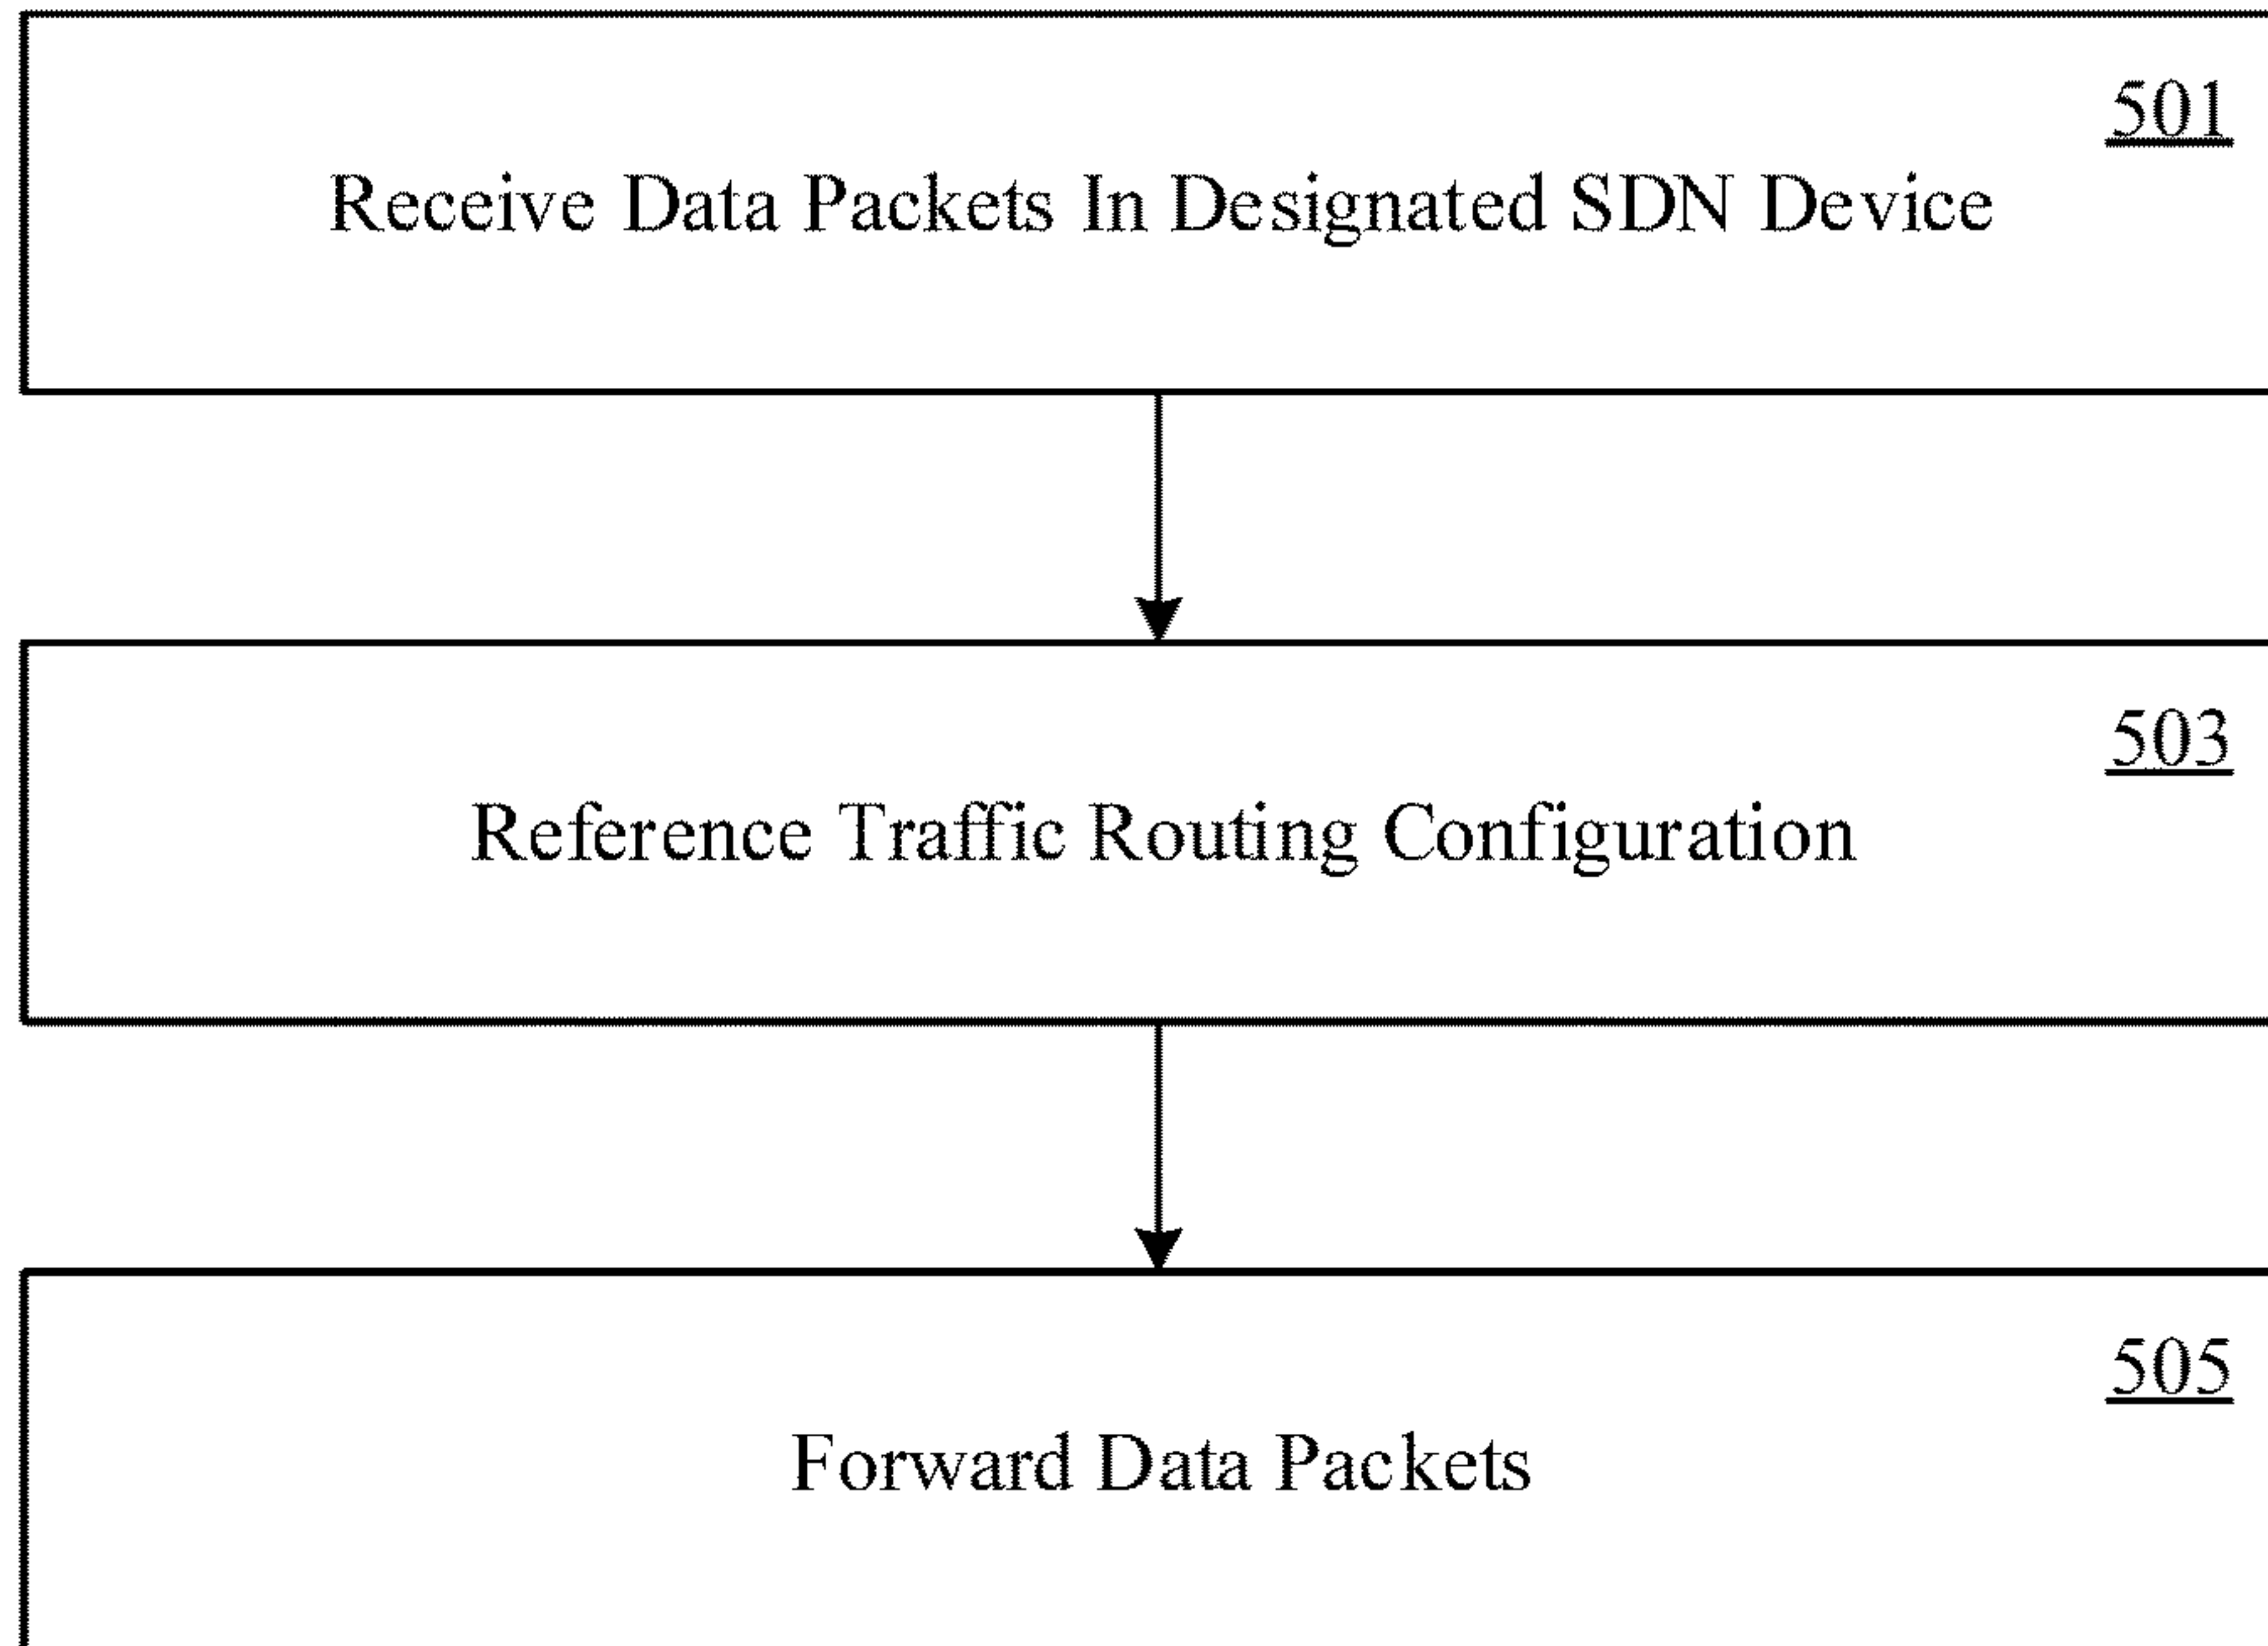 501
Receive Data Packets In Designated SDN Device
503
Reference Traffic Routing Configuration
505
Forward Data Packets